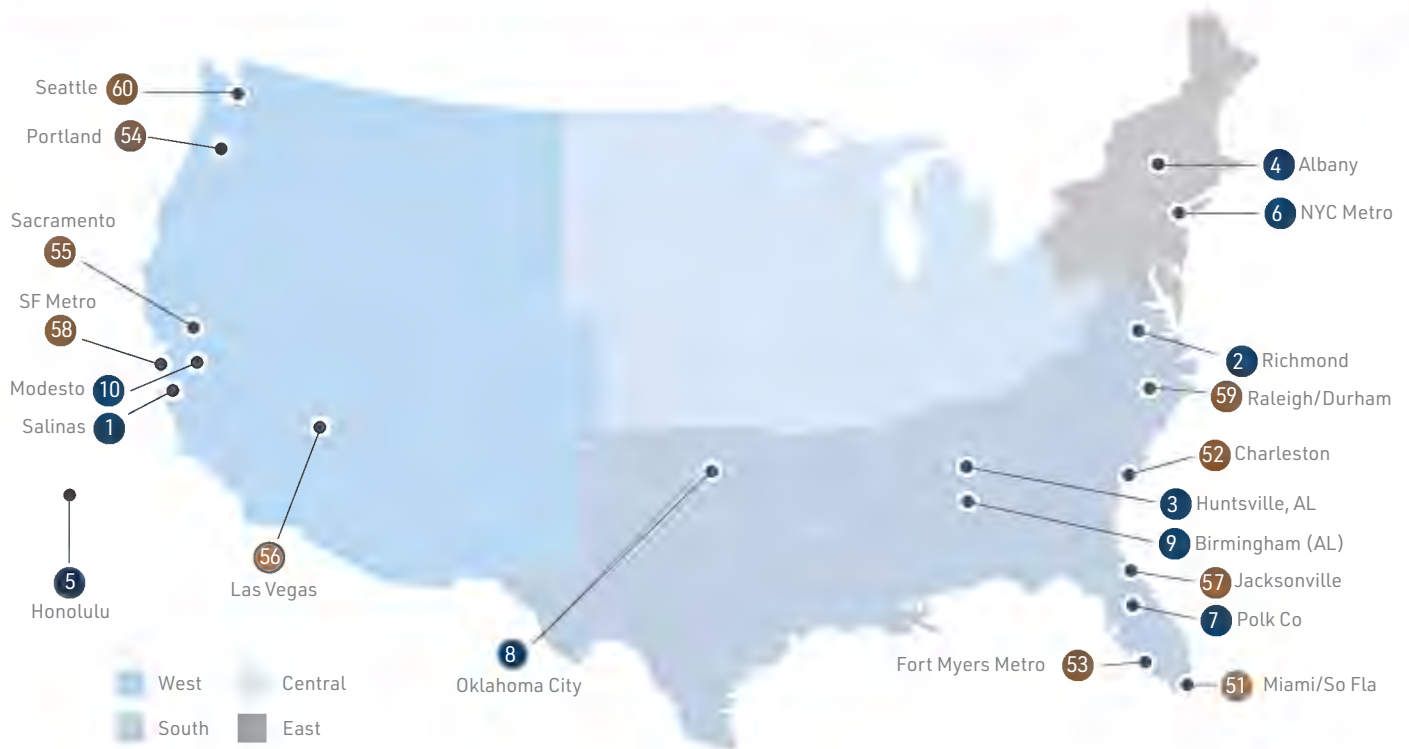 Seattle 60
Portland 54
Sacramento
55
SF Metro
58
Modesto 10
Salinas 1
5
Honolulu
56
Las Vegas
8
Oklahoma City
4 Albany
6 NYC Metro
2 Richmond
59 Raleigh/Durham
52 Charleston
3 Huntsville, AL
9 Birmingham (AL)
57 Jacksonville
7 Polk Co
Fort Myers Metro 53
51 Miami/So Fla
West Central
South East